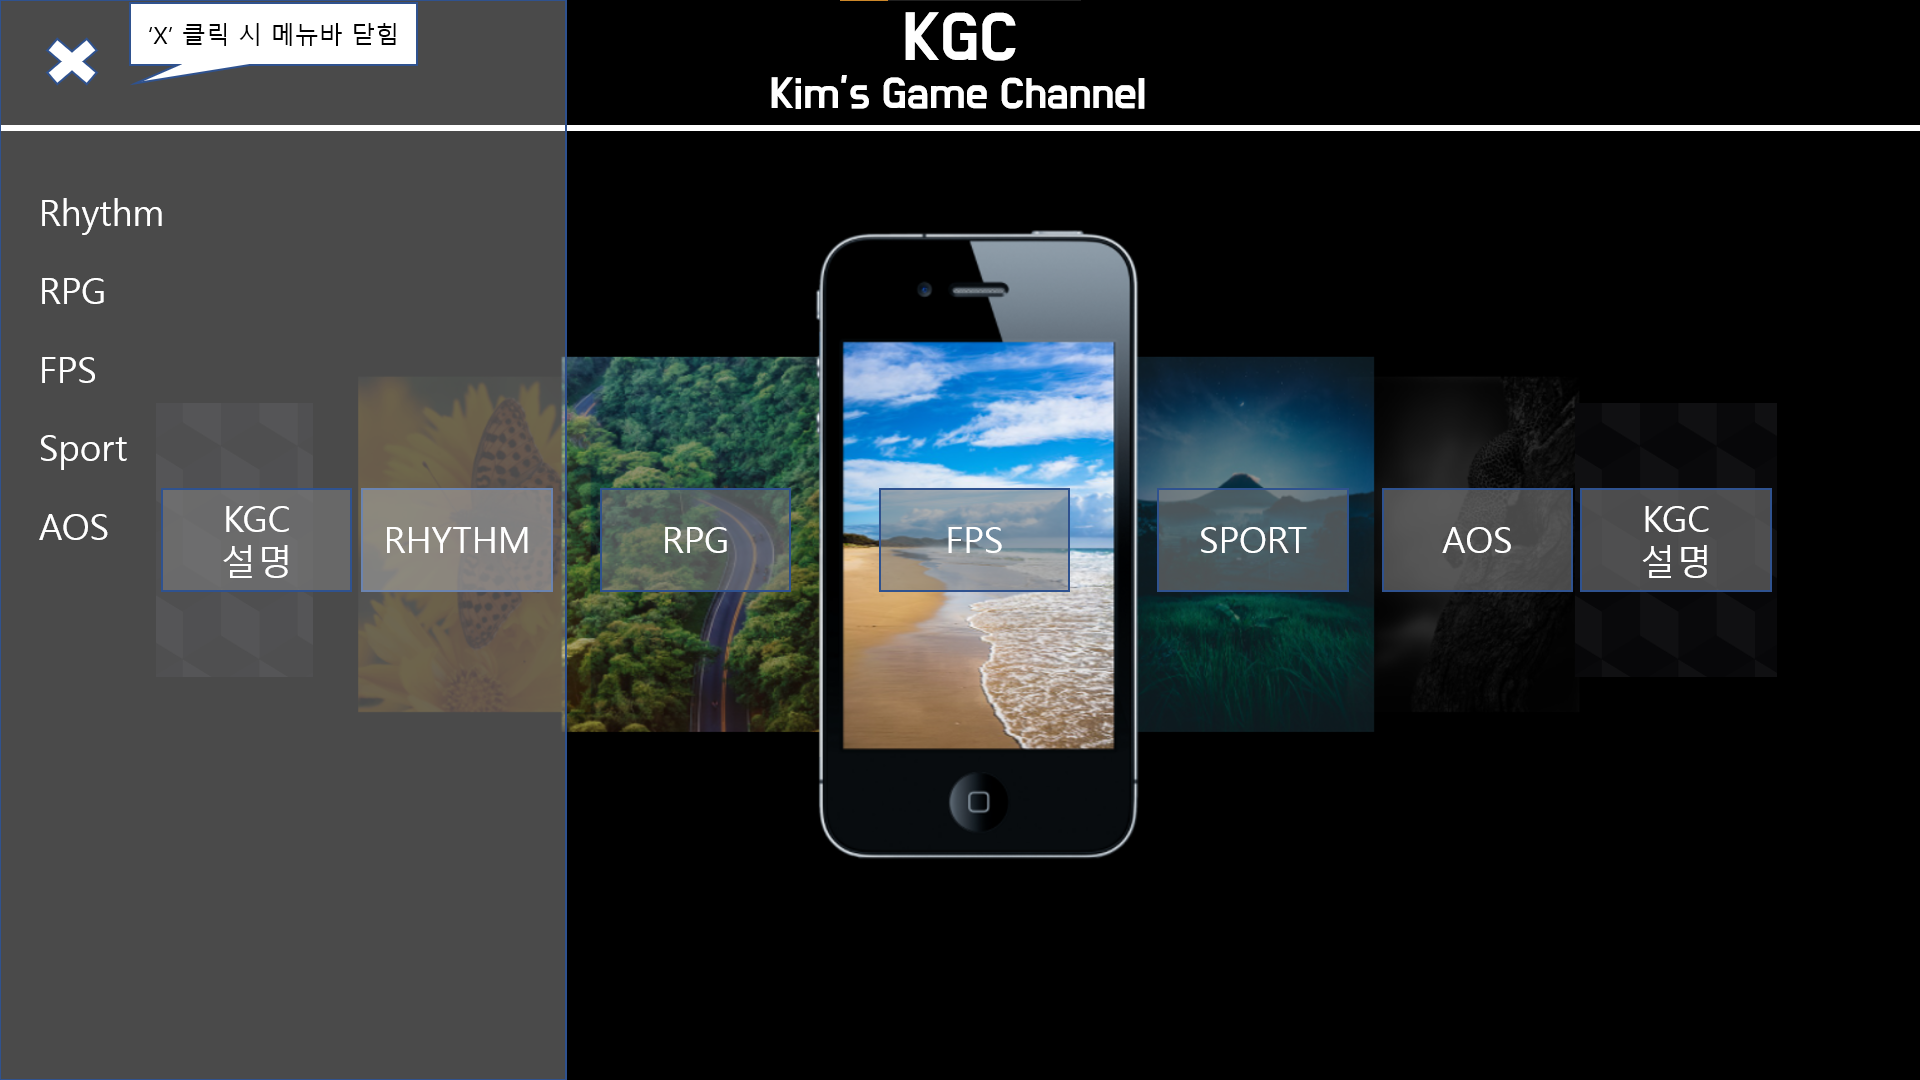 'X' 클릭 시 메뉴바 닫힘
KGC
Kim's Game Channel
Rhythm
RPG
FPS
Sport
AOS
KGC
설명
RHYTHM
RPG
FPS
SPORT
AOS
KGC
설명